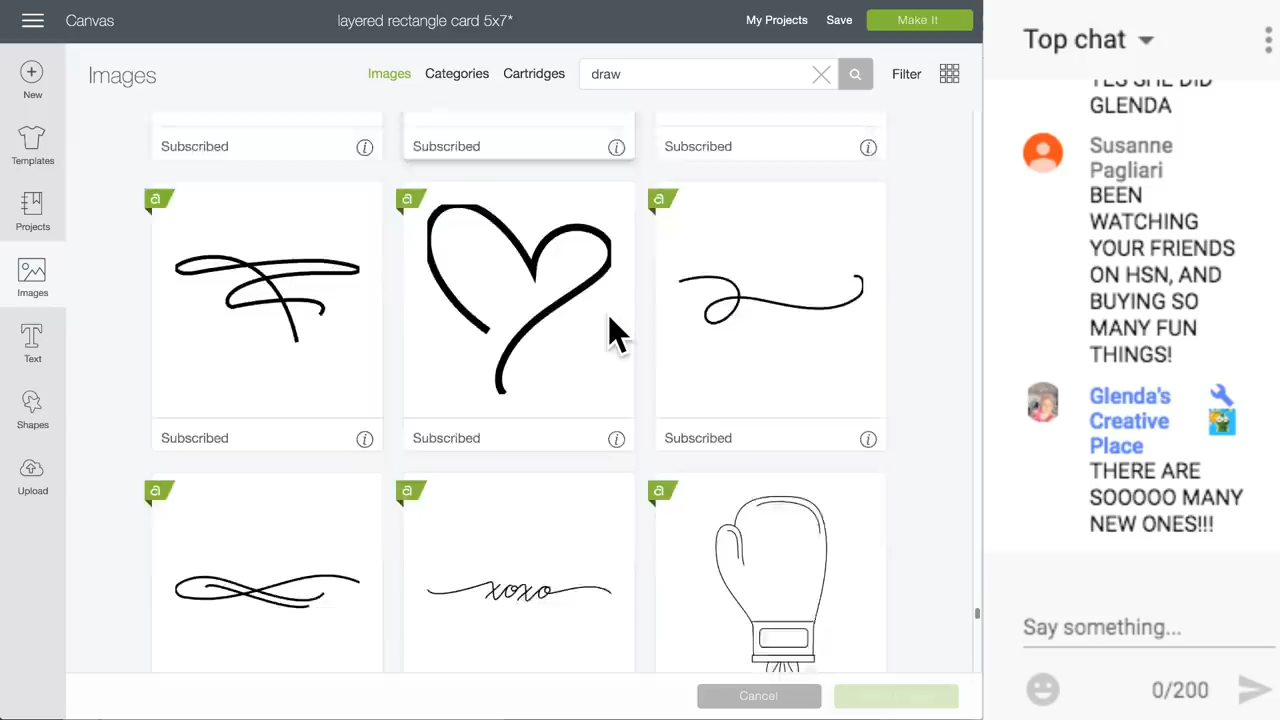 Canvas
layered rectangle card 5x7*
My Projects
Save
Make It
New
Templates
Projects
Images
Text
Shapes
Upload
Images
Images
Categories
Cartridges
draw
Filter
Subscribed
Subscribed
Subscribed
a
a
a
Subscribed
Subscribed
Subscribed
a
a
a
xoxo
Cancel
Top chat
YES SHE DID
GLENDA
Susanne
Pagliari
BEEN
WATCHING
YOUR FRIENDS
ON HSN, AND
BUYING SO
MANY FUN
THINGS!
Glenda's
Creative
Place
THERE ARE
SOOOOO MANY
NEW ONES!!!
Say something...
0/200